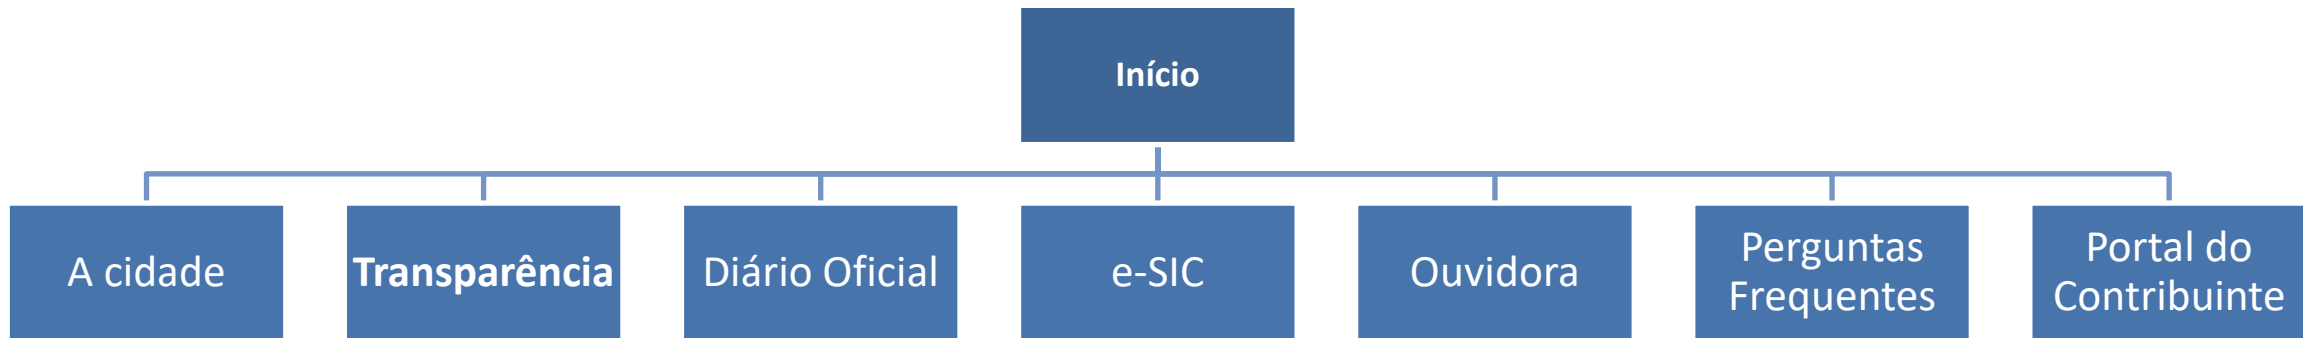 Início
A cidade
Transparência
Diário Oficial
e-SIC
Ouvidora
Perguntas
Frequentes
Portal do
Contribuinte